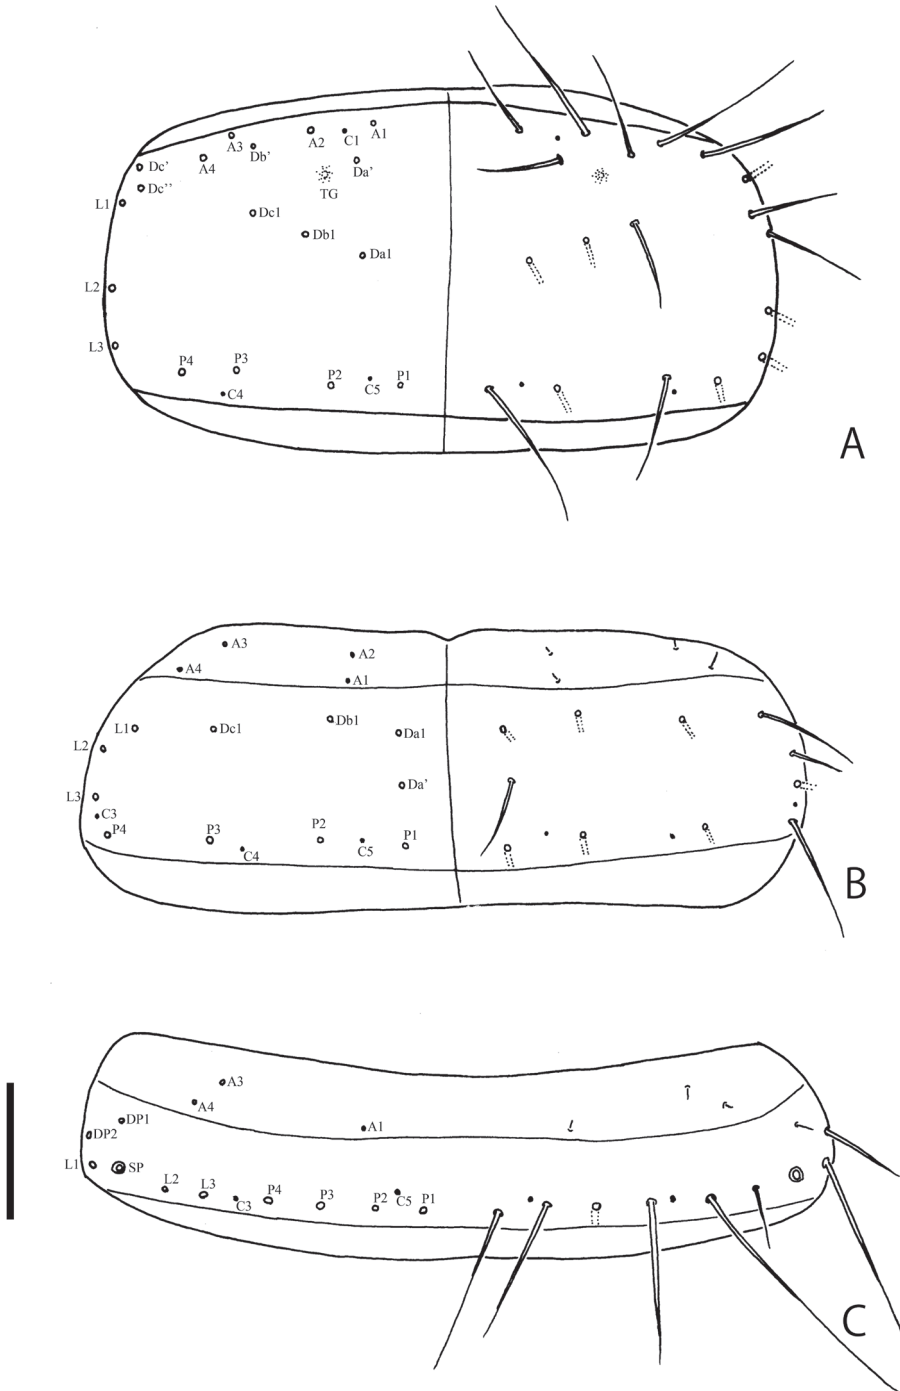 A1
C1
A2
A3
Db'
A4
Da'
Dc'
TG
Dc''
L1
Dc1
Db1
Da1
L2
L3
P4
P3
P2
P1
C5
C4
A
A3
A2
A4
A1
L1
Dc1
Db1
Da1
L2
Da'
L3
C3
P4
P3
P2
P1
C4
C5
B
A3
A4
A1
DP1
DP2
L1
SP
L2
L3
C3
P4
P3
P2
C5
P1
C